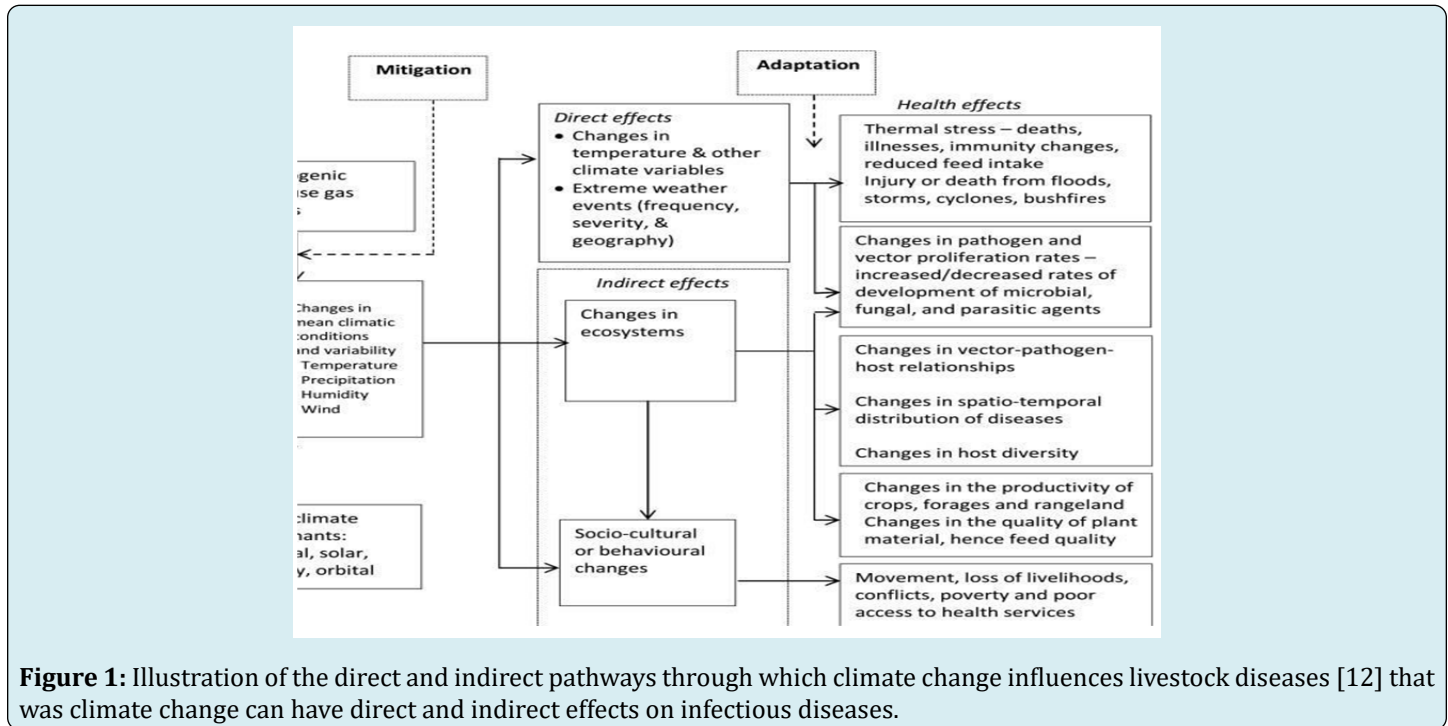 Mitigation
Adaptation
ogenic
use gas
s
Changes in
mean climatic
conditions
and variability
Temperature
Precipitation
Humidity
Wind
climate
nants:
al, solar,
y, orbital
Direct effects
• Changes in
temperature & other
climate variables
• Extreme weather
events (frequency,
severity, &
geography)
Indirect effects
Changes in
ecosystems
Socio-cultural
or behavioural
changes
Health effects
Thermal stress – deaths,
illnesses, immunity changes,
reduced feed intake
Injury or death from floods,
storms, cyclones, bushfires
Changes in pathogen and
vector proliferation rates –
increased/decreased rates of
development of microbial,
fungal, and parasitic agents
Changes in vector-pathogen-
host relationships
Changes in spatio-temporal
distribution of diseases
Changes in host diversity
Changes in the productivity of
crops, forages and rangeland
Changes in the quality of plant
material, hence feed quality
Movement, loss of livelihoods,
conflicts, poverty and poor
access to health services
Figure 1: Illustration of the direct and indirect pathways through which climate change influences livestock diseases [12] that
was climate change can have direct and indirect effects on infectious diseases.